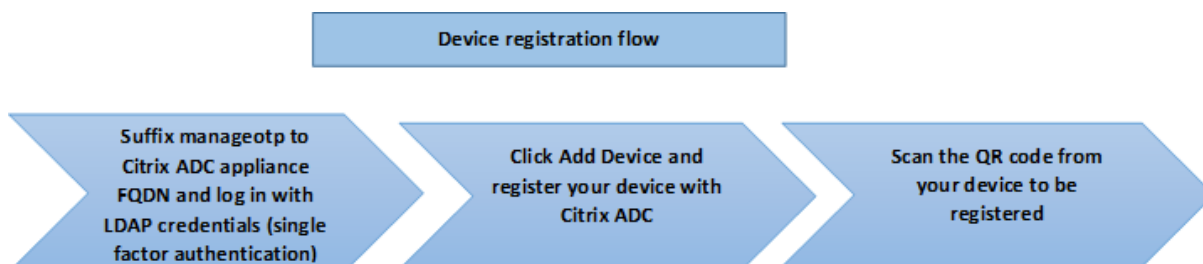 Device registration flow
Suffix manageotp to
Citrix ADC appliance
FQDN and log in with
LDAP credentials (single
factor authentication)
Click Add Device and
register your device with
Citrix ADC
Scan the QR code from
your device to be
registered